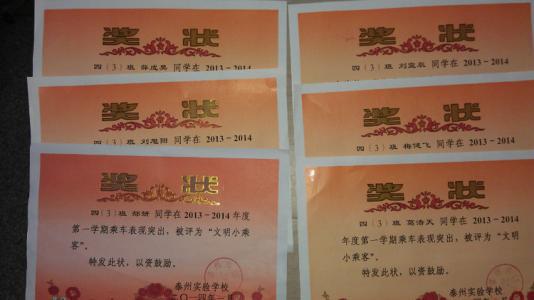 奖 状
四（3）班 薛成昊 同学在 2013－2014
奖 状
四（3）班 刘宣辰 同学在 2013－2014
奖 状
四（3）班 刘旭阳 同学在 2013－2014
奖 状
四（3）班 梅健飞 同学在 2013－2014
奖 状
四（3）班 郑妍 同学在 2013－2014 年度
第一学期乘车表现突出，被评为“文明小乘
客”。
特发此状，以资鼓励。
泰州实验学校
二〇一四年一月
奖 状
四（3）班 葛浩天 同学在 2013－2014
年度第一学期乘车表现突出，被评为“文明
小乘客”。
特发此状，以资鼓励。
泰州实验学校